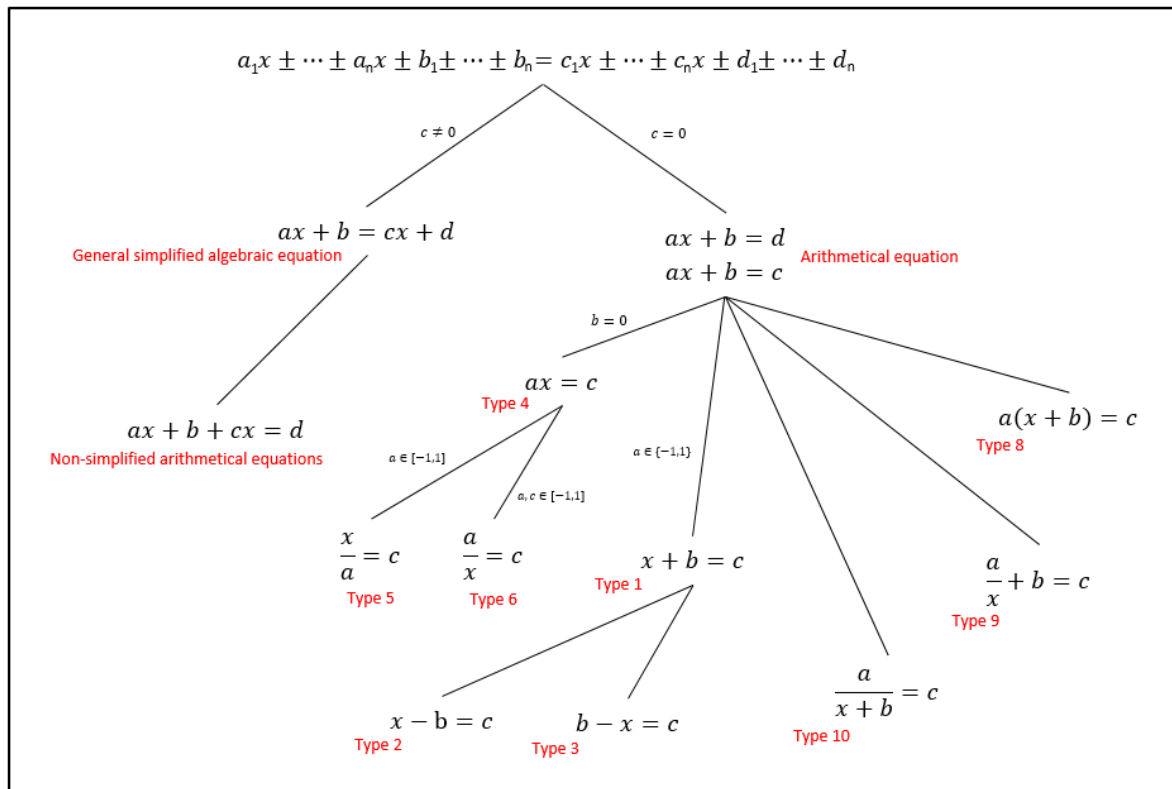 a₁x ± ⋯ ± aₙx ± b₁± ⋯ ± bₙ= c₁x ± ⋯ ± cₙx ± d₁± ⋯ ± dₙ
c ≠ 0
c = 0
ax + b = cx + d
General simplified algebraic equation
ax + b = d
ax + b = c
Arithmetical equation
b = 0
ax = c
Type 4
a(x + b) = c
Type 8
ax + b + cx = d
Non-simplified arithmetical equations
a ∈ [−1,1]
a, c ∈ [−1,1]
a ∈ {−1,1}
x/a = c
Type 5
a/x = c
Type 6
x + b = c
Type 1
a/x + b = c
Type 9
x − b = c
Type 2
b − x = c
Type 3
a/(x + b) = c
Type 10